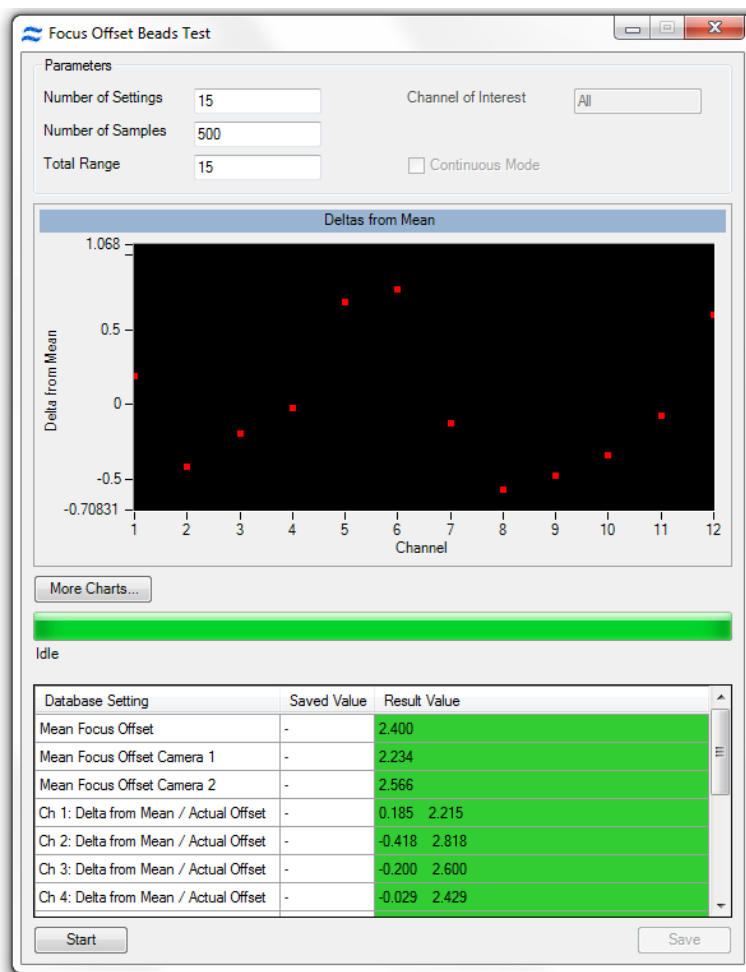 Focus Offset Beads Test
Parameters
Number of Settings 15 Channel of Interest All
Number of Samples 500
Total Range 15 Continuous Mode
Deltas from Mean
1.068
0.5
0
-0.5
-0.70831
Delta from Mean
1 2 3 4 5 6 7 8 9 10 11 12
Channel
More Charts...
Idle
Database Setting Saved Value Result Value
Mean Focus Offset - 2.400
Mean Focus Offset Camera 1 - 2.234
Mean Focus Offset Camera 2 - 2.566
Ch 1: Delta from Mean / Actual Offset - 0.185 2.215
Ch 2: Delta from Mean / Actual Offset - -0.418 2.818
Ch 3: Delta from Mean / Actual Offset - -0.200 2.600
Ch 4: Delta from Mean / Actual Offset - -0.029 2.429
Start Save